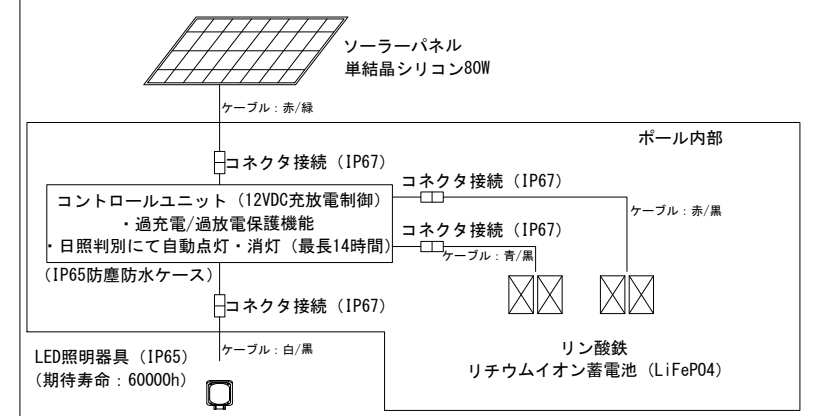 ソーラーパネル
単結晶シリコン80W
ケーブル：赤/緑
ポール内部
コネクタ接続（IP67）
コネクタ接続（IP67）
コントロールユニット（12VDC充放電制御）
・過充電/過放電保護機能
・日照判別にて自動点灯・消灯（最長14時間）
ケーブル：赤/黒
コネクタ接続（IP67）
ケーブル：青/黒
（IP65防塵防水ケース）
コネクタ接続（IP67）
ケーブル：白/黒
LED照明器具（IP65）
（期待寿命：60000h）
リン酸鉄
リチウムイオン蓄電池（LiFePO4）